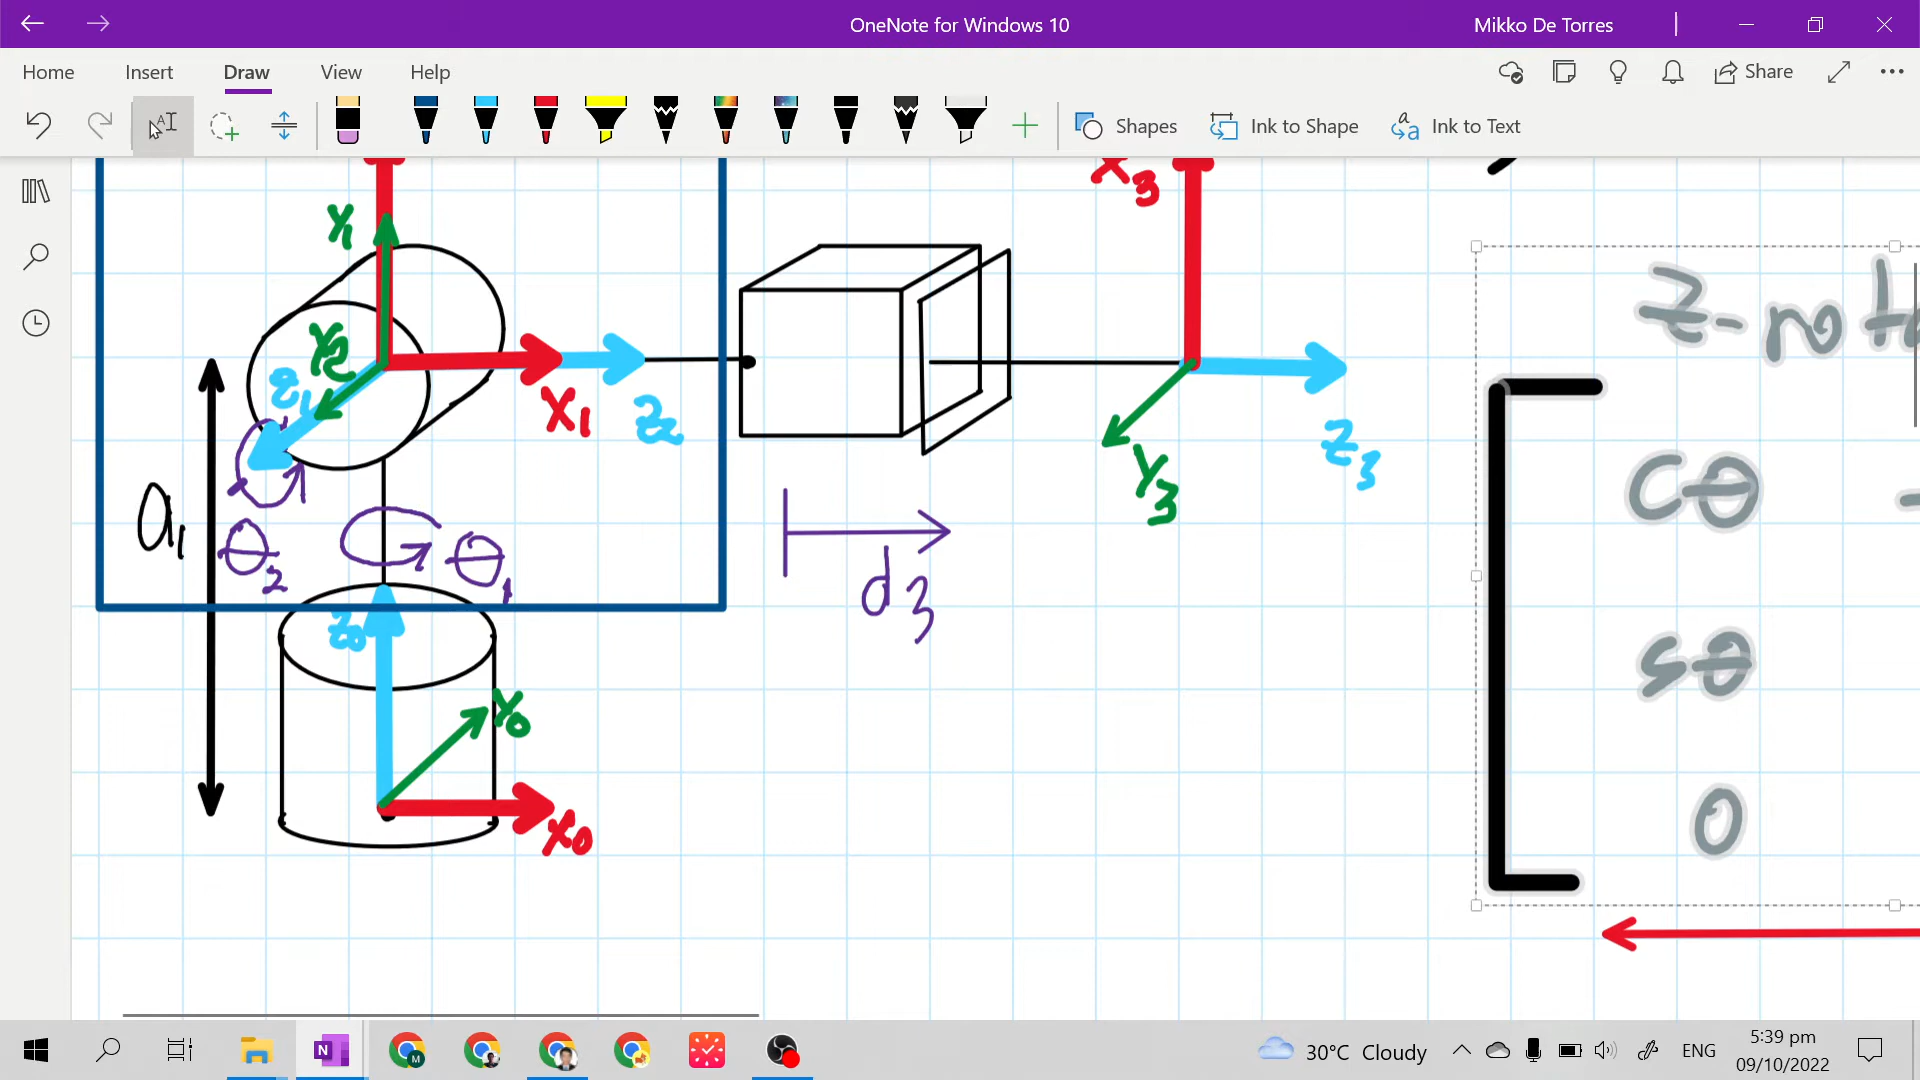 OneNote for Windows 10
Mikko De Torres
Home Insert Draw View Help
Share
Shapes Ink to Shape Ink to Text
X3
Y1
Y2
Z1
X1
Z2
Z3
Y3
a1
θ2
θ1
d3
Z0
Y0
X0
Z-rot
Cθ
Sθ
0
30°C Cloudy
ENG
5:39 pm
09/10/2022